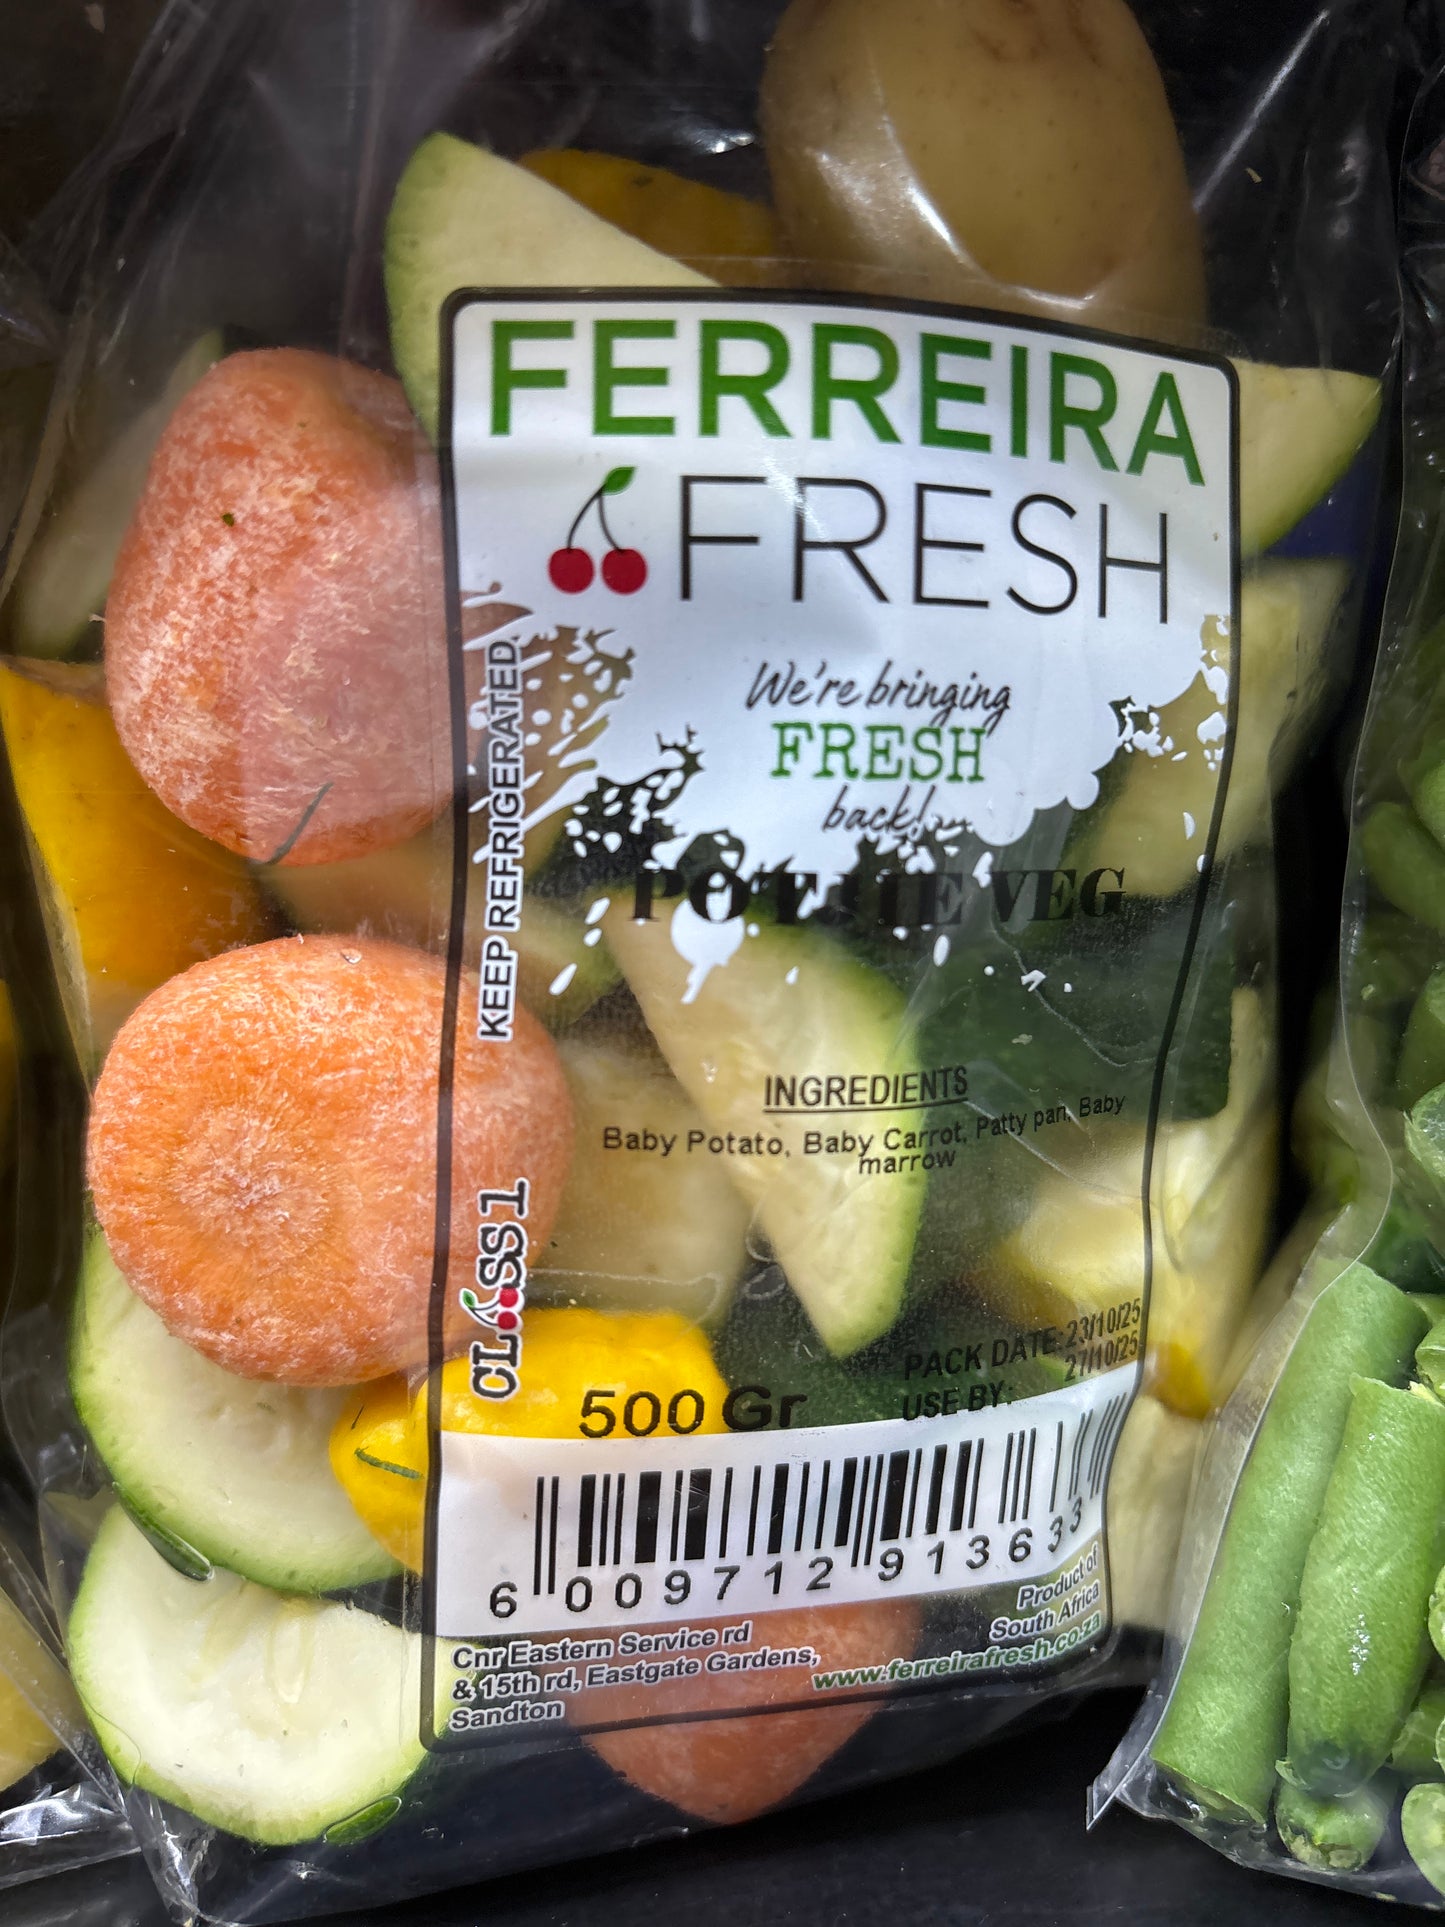 FERREIRA
FRESH
We're bringing
FRESH
back!
POTJIE VEG
KEEP REFRIGERATED
INGREDIENTS
Baby Potato, Baby Carrot, Patty pan, Baby
marrow
CLASS 1
PACK DATE: 23/10/25
USE BY: 27/10/25
500 Gr
6 009712 913633
Product of
South Africa
Cnr Eastern Service rd
& 15th rd, Eastgate Gardens,
Sandton
www.ferreirafresh.co.za